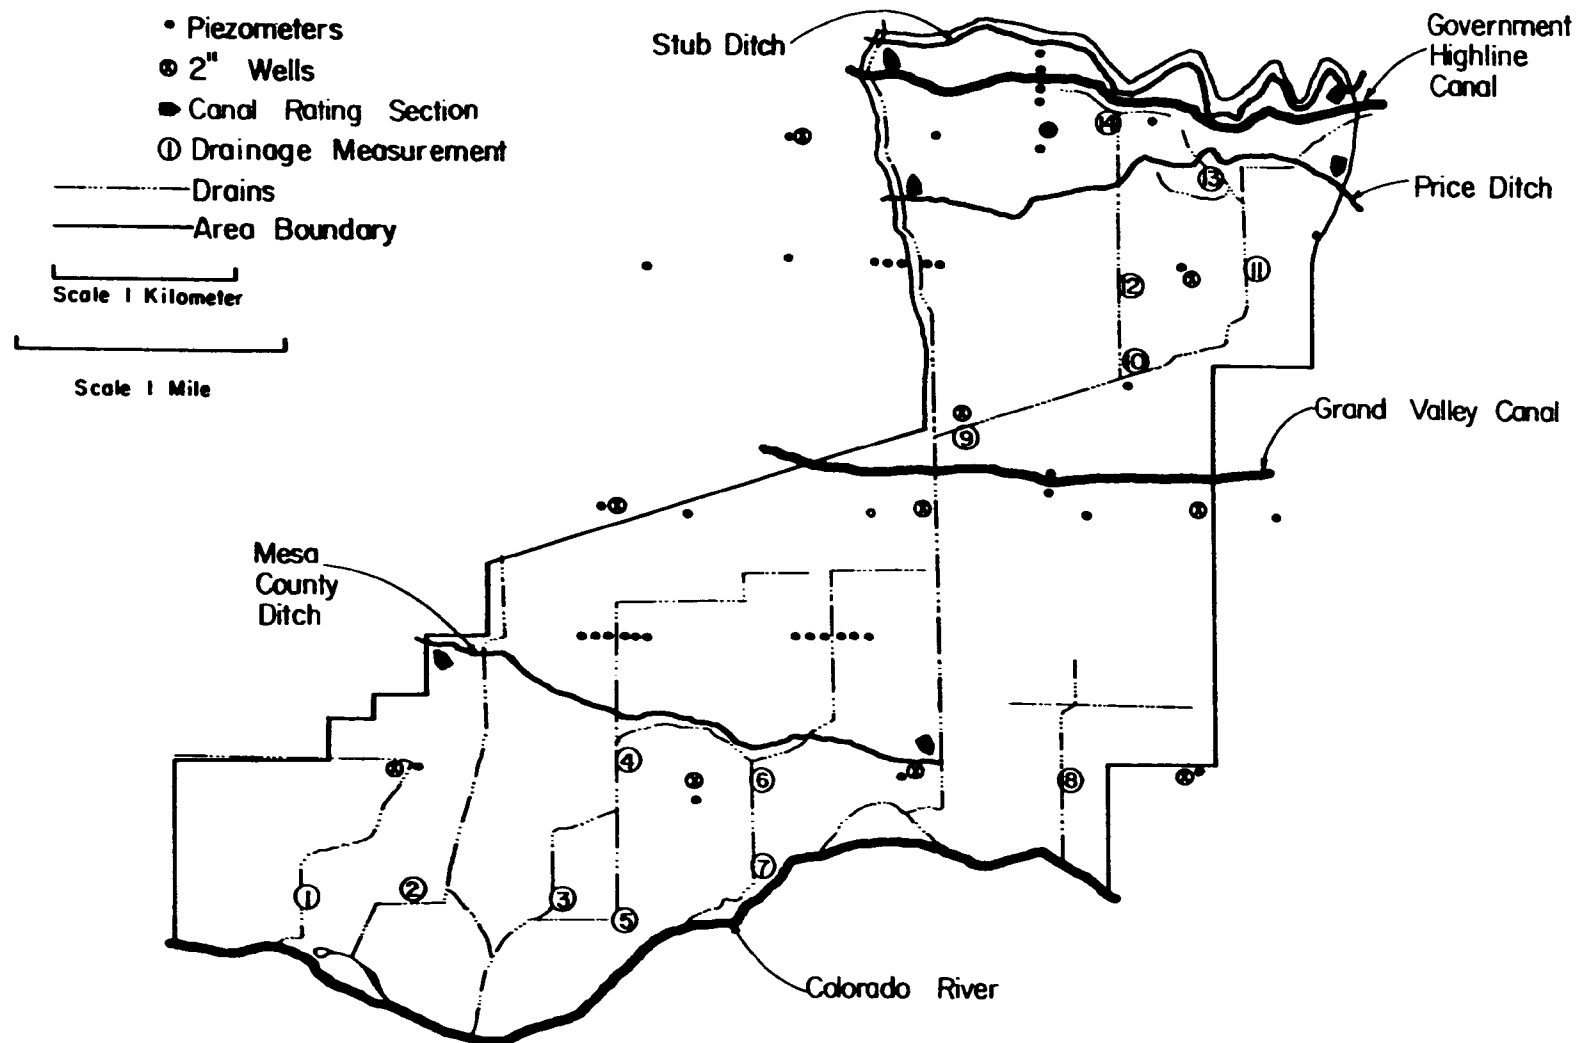 Piezometers
2" Wells
Canal Rating Section
① Drainage Measurement
Drains
Area Boundary
Scale 1 Kilometer
Scale 1 Mile
Stub Ditch
Government
Highline
Canal
Price Ditch
Grand Valley Canal
Mesa
County
Ditch
Colorado River
14
13
12
11
10
9
4
6
8
7
1
2
3
5